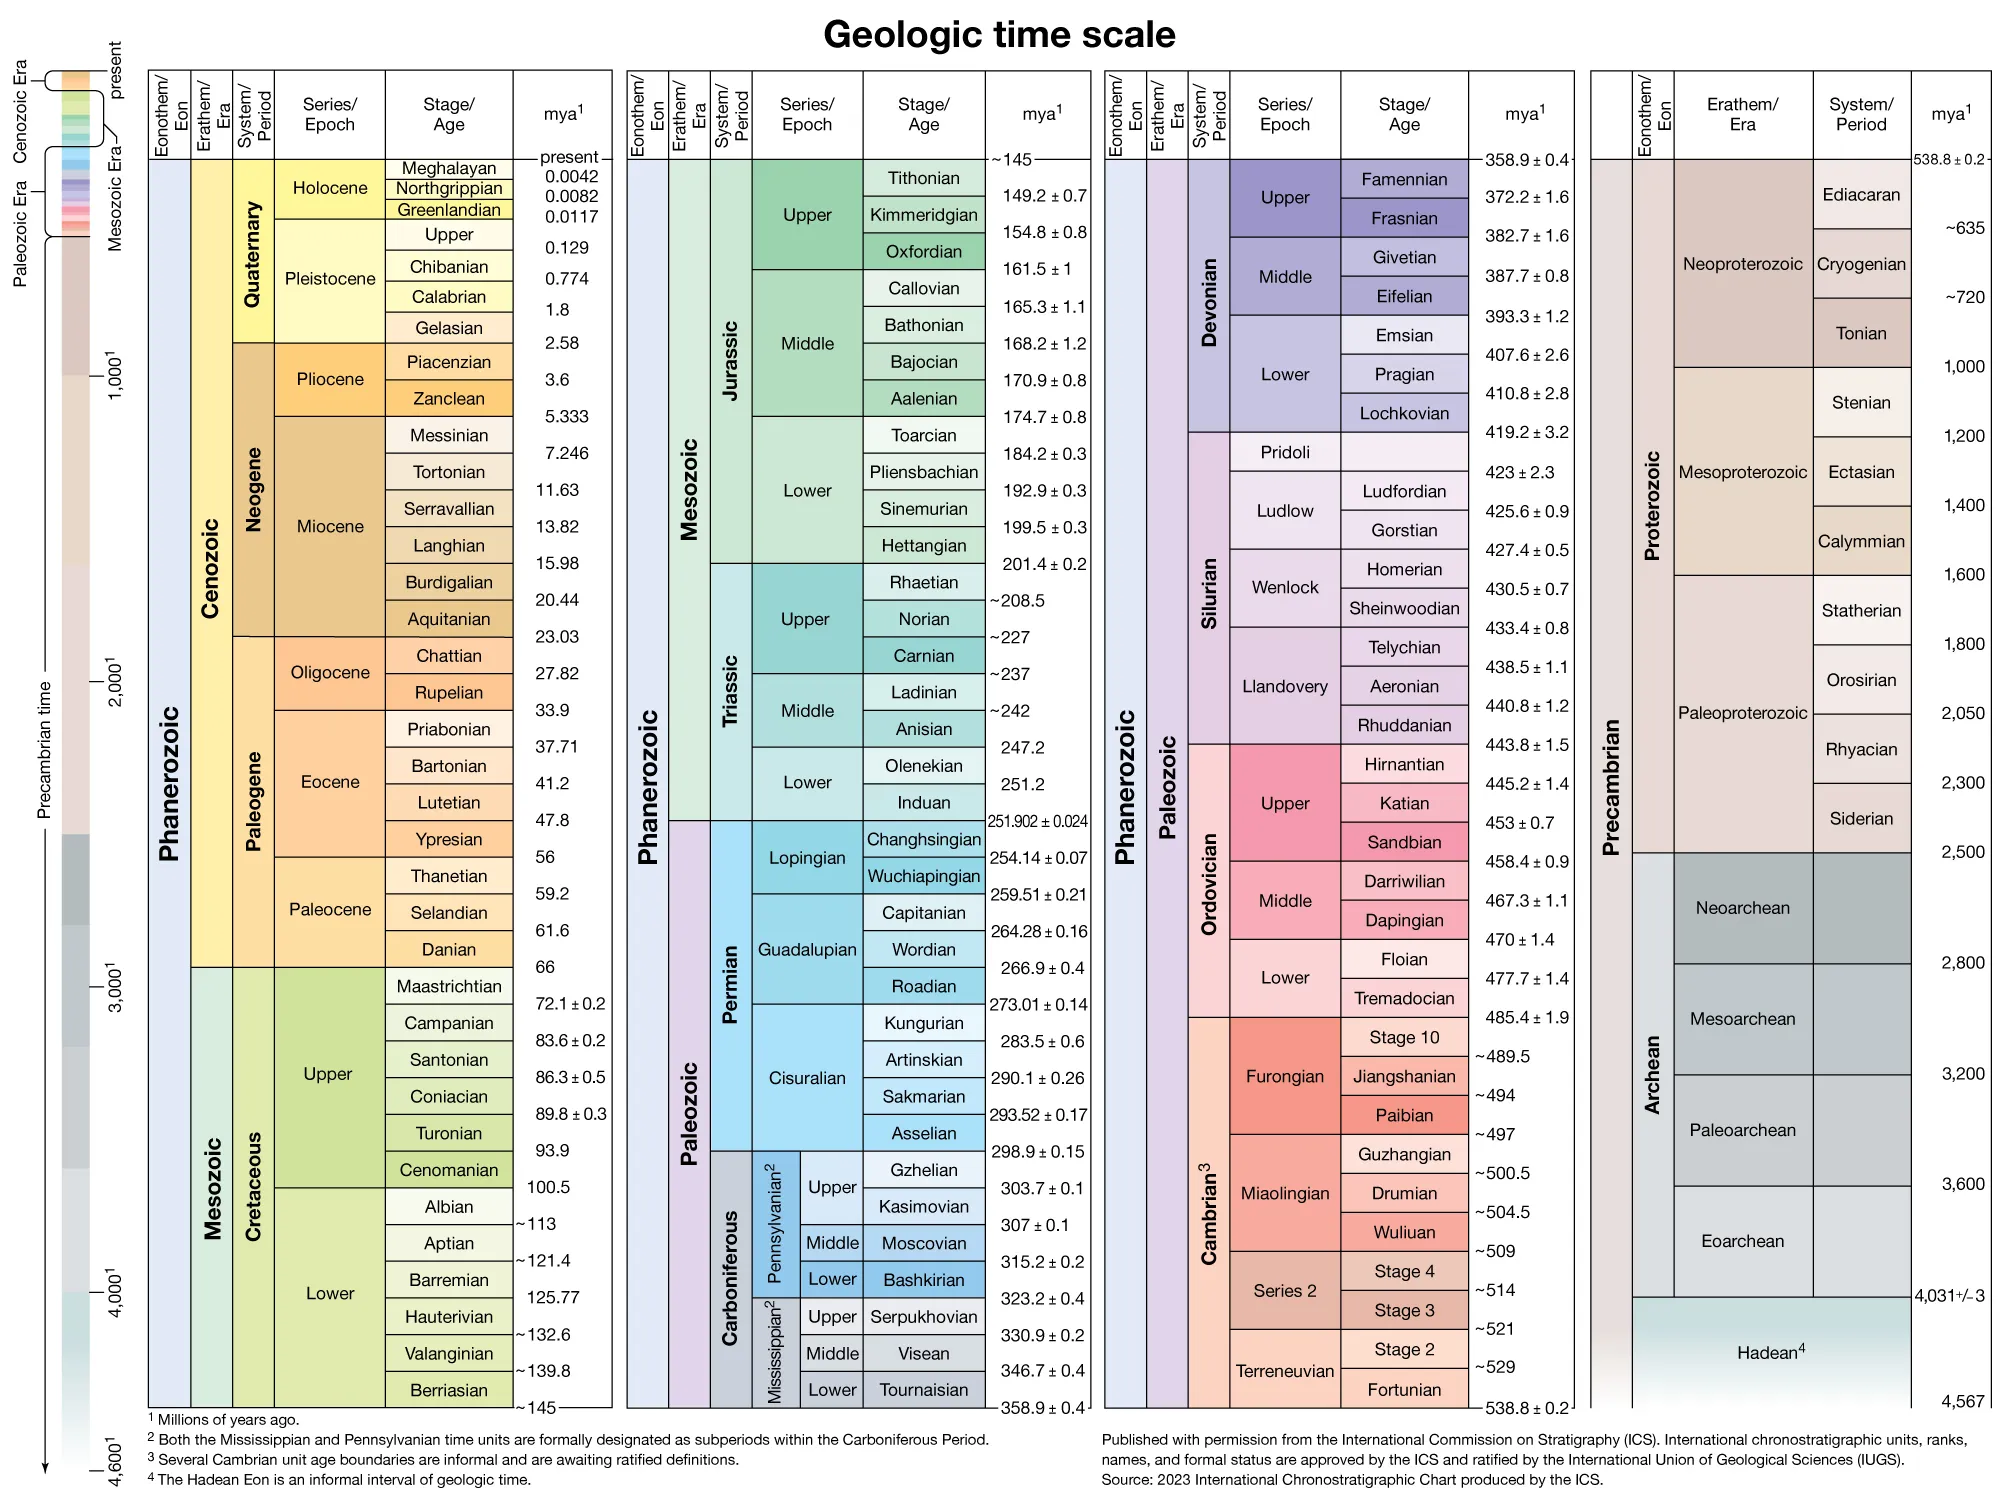 Geologic time scale
Cenozoic Era
Paleozoic Era
Mesozoic Era
Precambrian time
present
1,000¹
2,000¹
3,000¹
4,000¹
4,600¹
Eonothem/
Eon
Erathem/
Era
System/
Period
Series/
Epoch
Stage/
Age
mya¹
Phanerozoic
Cenozoic
Mesozoic
Quaternary
Neogene
Paleogene
Cretaceous
Holocene
Pleistocene
Pliocene
Miocene
Oligocene
Eocene
Paleocene
Upper
Lower
present
Meghalayan
0.0042
Northgrippian
0.0082
Greenlandian
0.0117
Upper
0.129
Chibanian
0.774
Calabrian
1.8
Gelasian
2.58
Piacenzian
3.6
Zanclean
5.333
Messinian
7.246
Tortonian
11.63
Serravallian
13.82
Langhian
15.98
Burdigalian
20.44
Aquitanian
23.03
Chattian
27.82
Rupelian
33.9
Priabonian
37.71
Bartonian
41.2
Lutetian
47.8
Ypresian
56
Thanetian
59.2
Selandian
61.6
Danian
66
Maastrichtian
72.1 ± 0.2
Campanian
83.6 ± 0.2
Santonian
86.3 ± 0.5
Coniacian
89.8 ± 0.3
Turonian
93.9
Cenomanian
100.5
Albian
~113
Aptian
~121.4
Barremian
125.77
Hauterivian
~132.6
Valanginian
~139.8
Berriasian
~145
Eonothem/
Eon
Erathem/
Era
System/
Period
Series/
Epoch
Stage/
Age
mya¹
Phanerozoic
Mesozoic
Paleozoic
Jurassic
Triassic
Permian
Carboniferous
Pennsylvanian²
Mississippian²
Upper
Middle
Lower
Upper
Middle
Lower
Lopingian
Guadalupian
Cisuralian
Upper
Middle
Lower
Upper
Middle
Lower
~145
Tithonian
149.2 ± 0.7
Kimmeridgian
154.8 ± 0.8
Oxfordian
161.5 ± 1
Callovian
165.3 ± 1.1
Bathonian
168.2 ± 1.2
Bajocian
170.9 ± 0.8
Aalenian
174.7 ± 0.8
Toarcian
184.2 ± 0.3
Pliensbachian
192.9 ± 0.3
Sinemurian
199.5 ± 0.3
Hettangian
201.4 ± 0.2
Rhaetian
~208.5
Norian
~227
Carnian
~237
Ladinian
~242
Anisian
247.2
Olenekian
251.2
Induan
251.902 ± 0.024
Changhsingian
254.14 ± 0.07
Wuchiapingian
259.51 ± 0.21
Capitanian
264.28 ± 0.16
Wordian
266.9 ± 0.4
Roadian
273.01 ± 0.14
Kungurian
283.5 ± 0.6
Artinskian
290.1 ± 0.26
Sakmarian
293.52 ± 0.17
Asselian
298.9 ± 0.15
Gzhelian
303.7 ± 0.1
Kasimovian
307 ± 0.1
Moscovian
315.2 ± 0.2
Bashkirian
323.2 ± 0.4
Serpukhovian
330.9 ± 0.2
Visean
346.7 ± 0.4
Tournaisian
358.9 ± 0.4
Eonothem/
Eon
Erathem/
Era
System/
Period
Series/
Epoch
Stage/
Age
mya¹
Phanerozoic
Paleozoic
Devonian
Silurian
Ordovician
Cambrian³
Upper
Middle
Lower
Pridoli
Ludlow
Wenlock
Llandovery
Upper
Middle
Lower
Furongian
Miaolingian
Series 2
Terreneuvian
358.9 ± 0.4
Famennian
372.2 ± 1.6
Frasnian
382.7 ± 1.6
Givetian
387.7 ± 0.8
Eifelian
393.3 ± 1.2
Emsian
407.6 ± 2.6
Pragian
410.8 ± 2.8
Lochkovian
419.2 ± 3.2
423 ± 2.3
Ludfordian
425.6 ± 0.9
Gorstian
427.4 ± 0.5
Homerian
430.5 ± 0.7
Sheinwoodian
433.4 ± 0.8
Telychian
438.5 ± 1.1
Aeronian
440.8 ± 1.2
Rhuddanian
443.8 ± 1.5
Hirnantian
445.2 ± 1.4
Katian
453 ± 0.7
Sandbian
458.4 ± 0.9
Darriwilian
467.3 ± 1.1
Dapingian
470 ± 1.4
Floian
477.7 ± 1.4
Tremadocian
485.4 ± 1.9
Stage 10
~489.5
Jiangshanian
~494
Paibian
~497
Guzhangian
~500.5
Drumian
~504.5
Wuliuan
~509
Stage 4
~514
Stage 3
~521
Stage 2
~529
Fortunian
538.8 ± 0.2
Eonothem/
Eon
Erathem/
Era
System/
Period
mya¹
Precambrian
Proterozoic
Archean
Neoproterozoic
Mesoproterozoic
Paleoproterozoic
Neoarchean
Mesoarchean
Paleoarchean
Eoarchean
Hadean⁴
538.8 ± 0.2
Ediacaran
~635
Cryogenian
~720
Tonian
1,000
Stenian
1,200
Ectasian
1,400
Calymmian
1,600
Statherian
1,800
Orosirian
2,050
Rhyacian
2,300
Siderian
2,500
2,800
3,200
3,600
4,031+/-3
4,567
¹ Millions of years ago.
² Both the Mississippian and Pennsylvanian time units are formally designated as subperiods within the Carboniferous Period.
³ Several Cambrian unit age boundaries are informal and are awaiting ratified definitions.
⁴ The Hadean Eon is an informal interval of geologic time.
Published with permission from the International Commission on Stratigraphy (ICS). International chronostratigraphic units, ranks,
names, and formal status are approved by the ICS and ratified by the International Union of Geological Sciences (IUGS).
Source: 2023 International Chronostratigraphic Chart produced by the ICS.